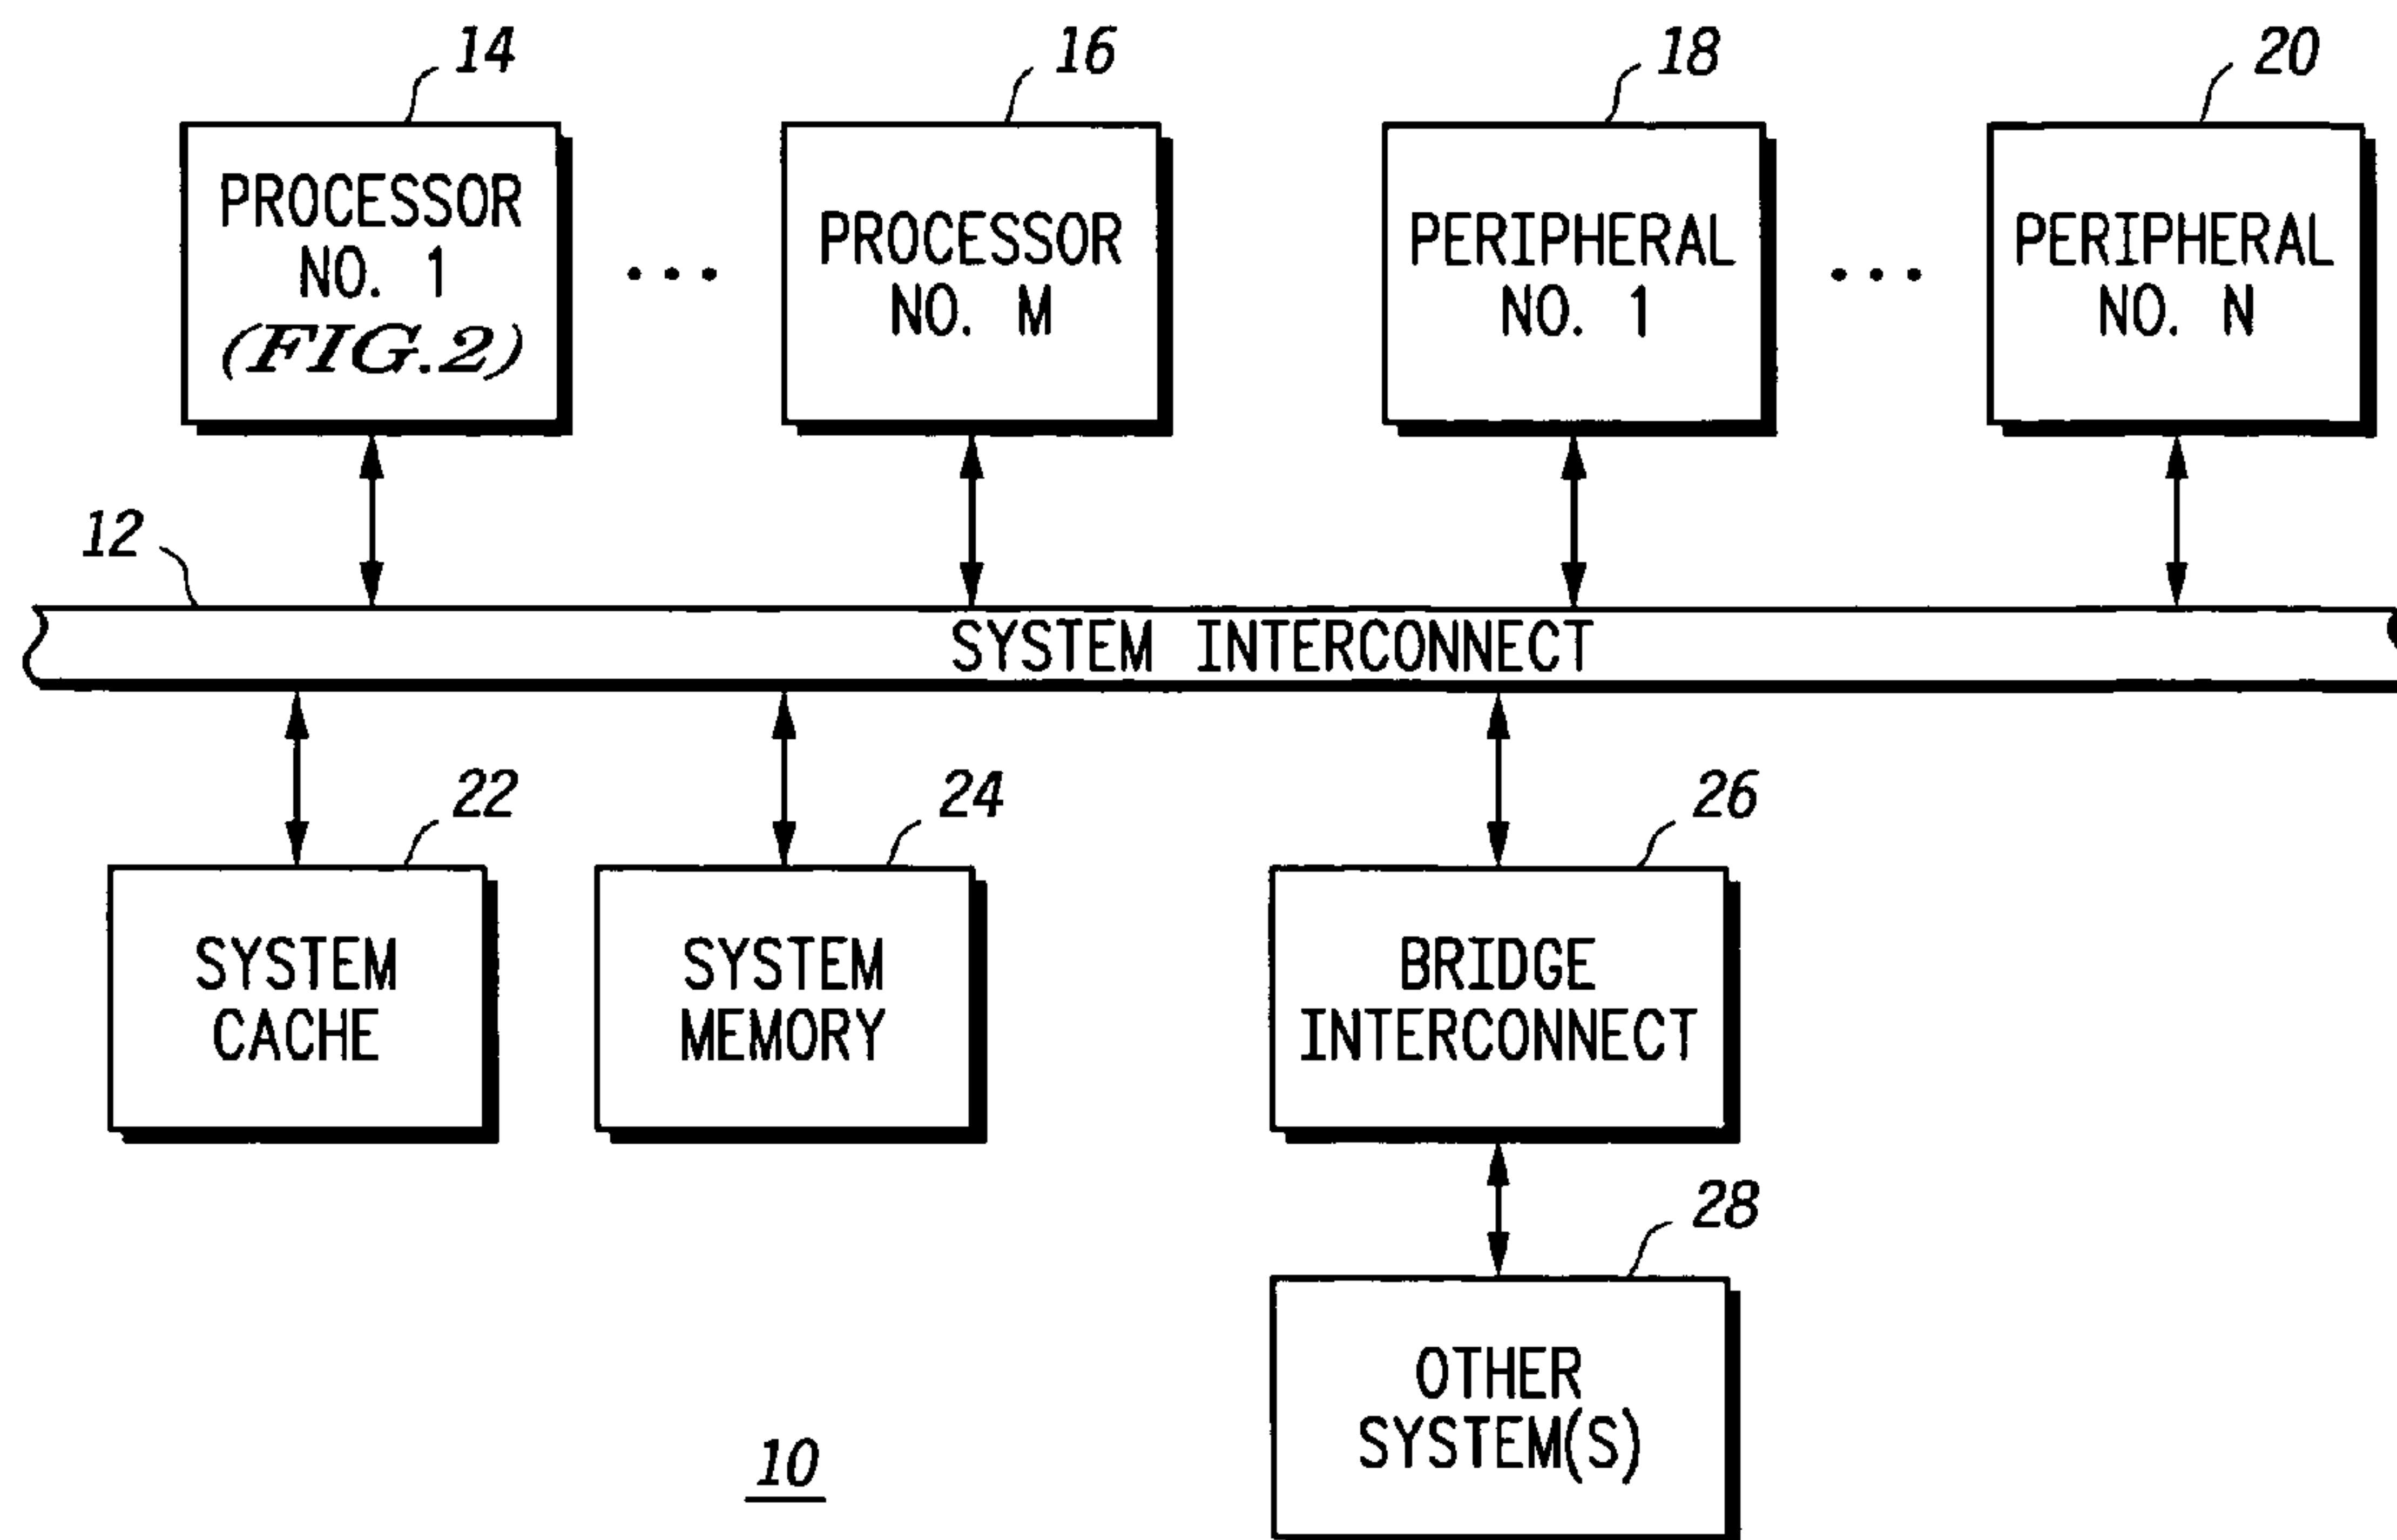 14
16
18
20
PROCESSOR
NO. 1
(FIG.2)
• • •
PROCESSOR
NO. M
PERIPHERAL
NO. 1
• • •
PERIPHERAL
NO. N
12
SYSTEM INTERCONNECT
22
24
26
SYSTEM
CACHE
SYSTEM
MEMORY
BRIDGE
INTERCONNECT
28
OTHER
SYSTEM(S)
10